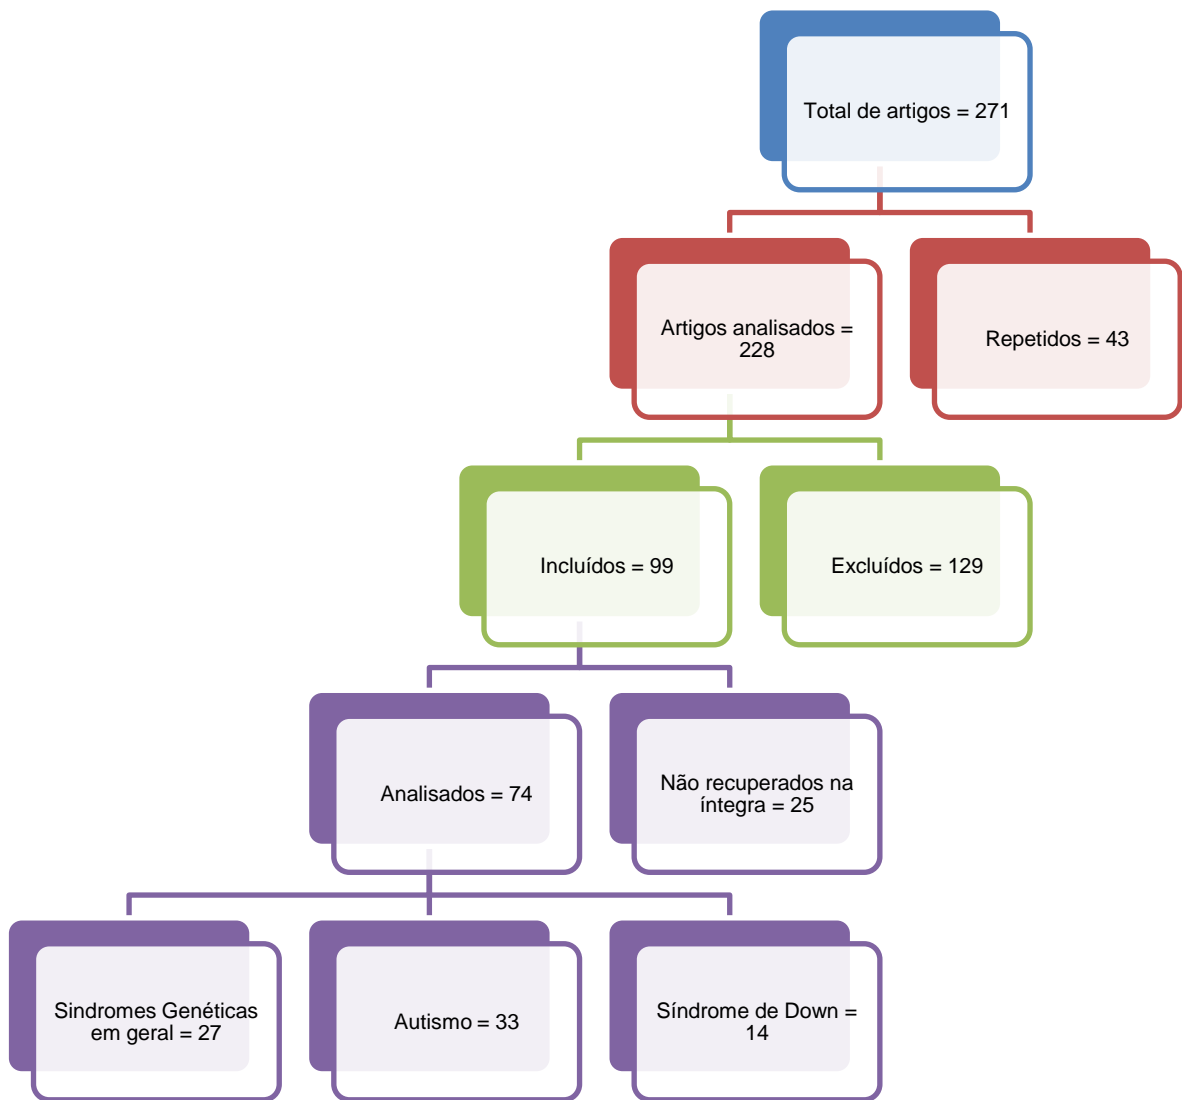 Total de artigos = 271
Artigos analisados =
228
Repetidos = 43
Incluídos = 99
Excluídos = 129
Analisados = 74
Não recuperados na
íntegra = 25
Sindromes Genéticas
em geral = 27
Autismo = 33
Síndrome de Down =
14